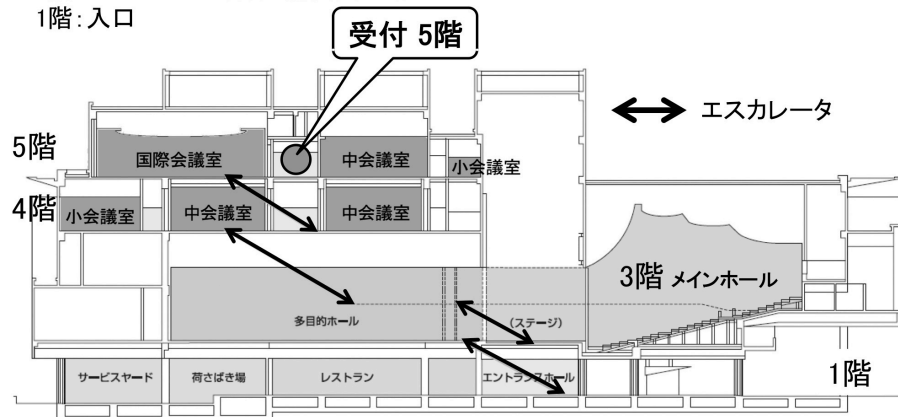 1階:入口
受付 5階
エスカレータ
5階
国際会議室
中会議室
小会議室
4階
小会議室
中会議室
中会議室
3階 メインホール
多目的ホール
(ステージ)
1階
サービスヤード
荷さばき場
レストラン
エントランスホール